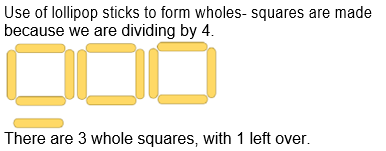 Use of lollipop sticks to form wholes- squares are made
because we are dividing by 4.
There are 3 whole squares, with 1 left over.